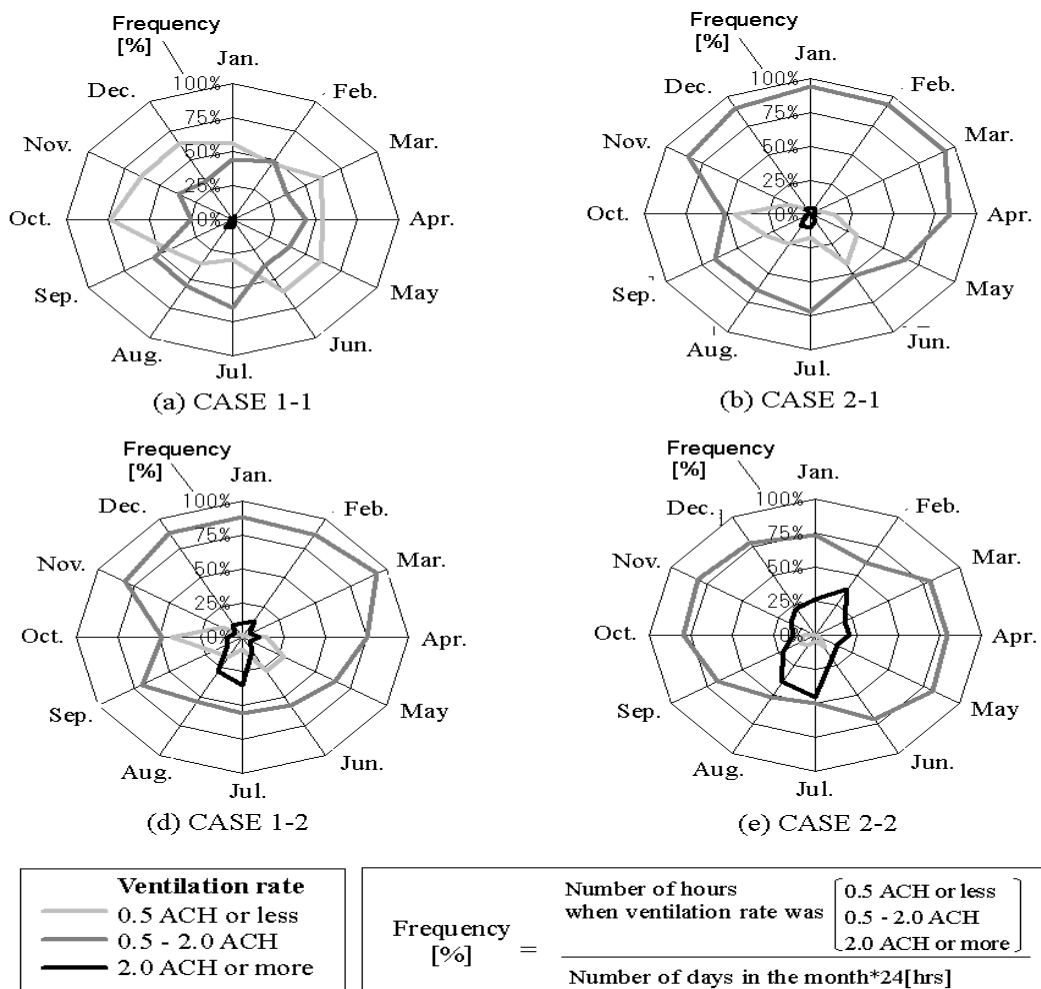 Frequency
[%]
Jan.
Feb.
Mar.
Apr.
May
Jun.
Jul.
Aug.
Sep.
Oct.
Nov.
Dec.
100%
75%
50%
25%
0%
(a) CASE 1-1
Frequency
[%]
Jan.
Feb.
Mar.
Apr.
May
Jun.
Jul.
Aug.
Sep.
Oct.
Nov.
Dec.
100%
75%
50%
25%
0%
(b) CASE 2-1
Frequency
[%]
Jan.
Feb.
Mar.
Apr.
May
Jun.
Jul.
Aug.
Sep.
Oct.
Nov.
Dec.
100%
75%
50%
25%
0%
(d) CASE 1-2
Frequency
[%]
Jan.
Feb.
Mar.
Apr.
May
Jun.
Jul.
Aug.
Sep.
Oct.
Nov.
Dec.
100%
75%
50%
25%
0%
(e) CASE 2-2
Ventilation rate
0.5 ACH or less
0.5 - 2.0 ACH
2.0 ACH or more
Frequency
[%]
=
Number of hours
when ventilation rate was
0.5 ACH or less
0.5 - 2.0 ACH
2.0 ACH or more
Number of days in the month*24[hrs]